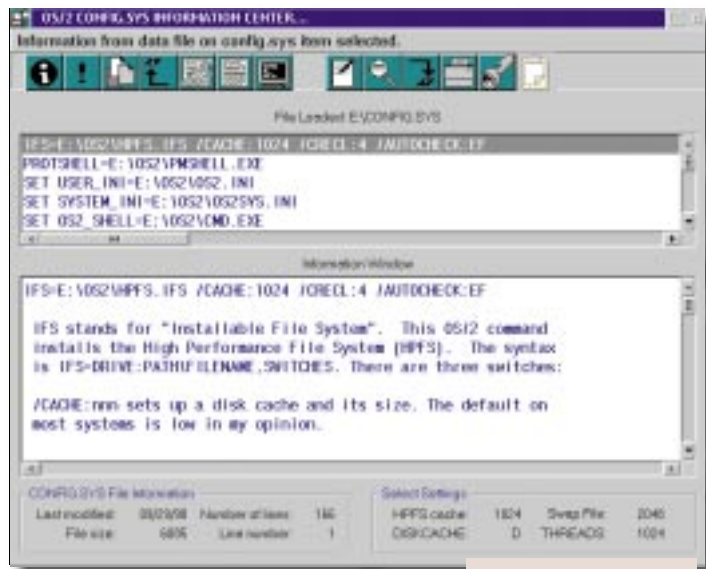 OS/2 CONFIG.SYS INFORMATION CENTER...
Information from data file on config.sys item selected.
File Loaded: E:\CONFIG.SYS
IFS=E:\OS2\HPFS.IFS /CACHE:1024 /CRECL:4 /AUTOCHECK:EF
PROTSHELL=E:\OS2\PMSHELL.EXE
SET USER_INI=E:\OS2\OS2.INI
SET SYSTEM_INI=E:\OS2\OS2SYS.INI
SET OS2_SHELL=E:\OS2\CMD.EXE
Information Window
IFS=E:\OS2\HPFS.IFS /CACHE:1024 /CRECL:4 /AUTOCHECK:EF
IFS stands for "Installable File System". This OS/2 command
installs the High Performance File System (HPFS). The syntax
is IFS=DRIVE:PATH\FILENAME,SWITCHES. There are three switches:
/CACHE:nnn sets up a disk cache and its size. The default on
most systems is low in my opinion.
CONFIG.SYS File Information
Last modified: Number of lines: 166
File size: 6805 Line number: 1
Select Settings
HPFS cache: 1024 Swap File: 2048
DISKCACHE: D THREADS: 1024